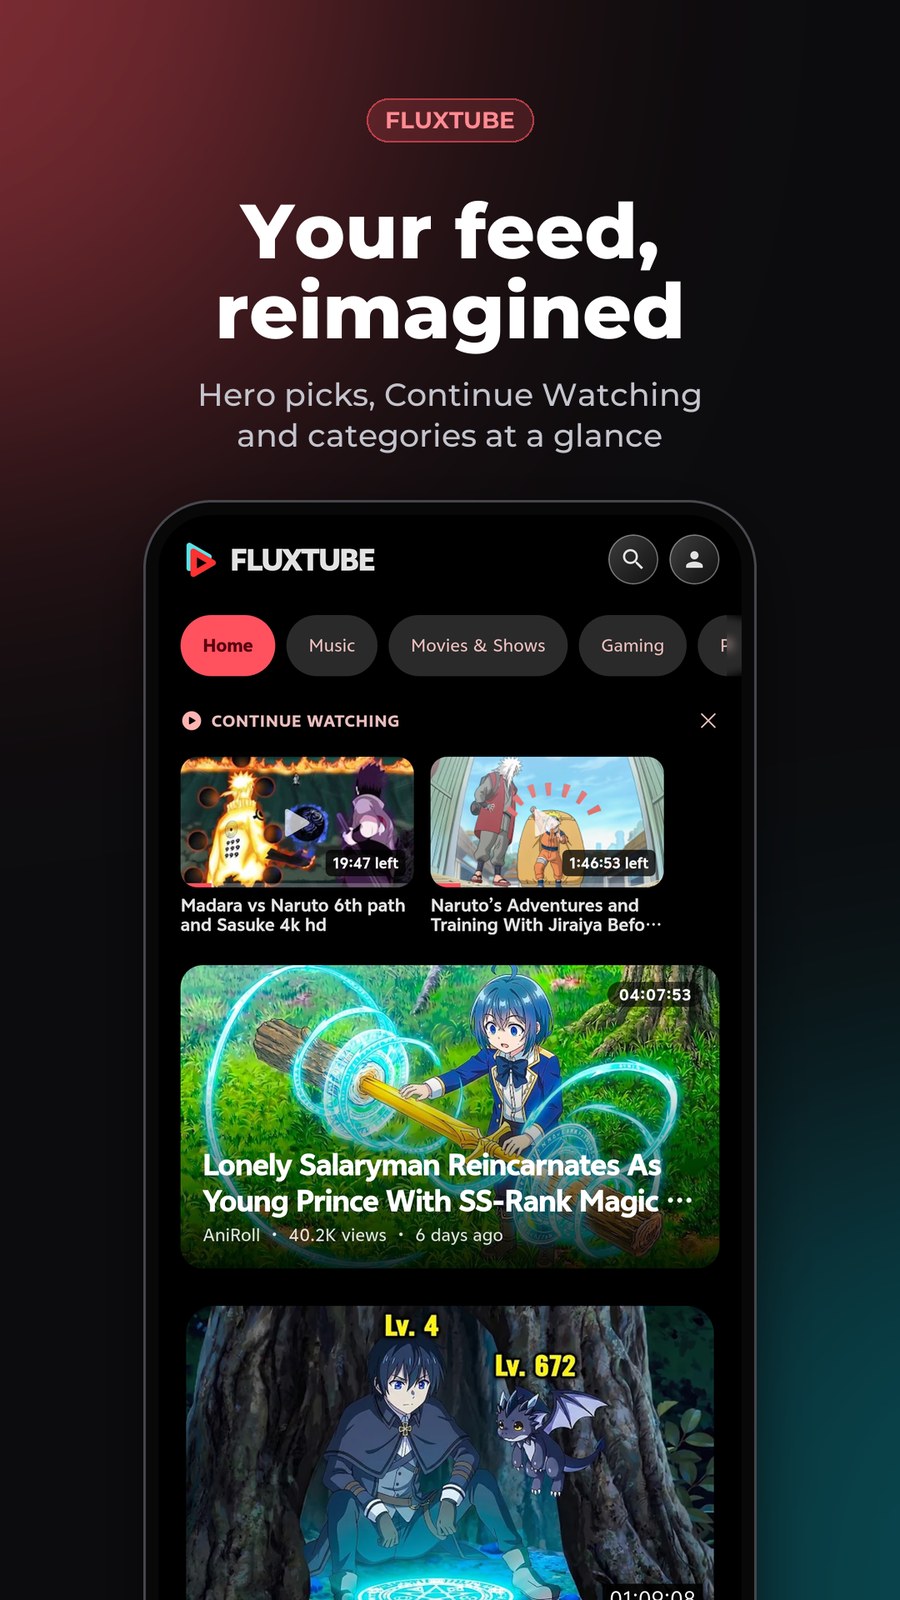 FLUXTUBE
Your feed,
reimagined
Hero picks, Continue Watching
and categories at a glance
FLUXTUBE
Home
Music
Movies & Shows
Gaming
CONTINUE WATCHING
19:47 left
1:46:53 left
Madara vs Naruto 6th path
and Sasuke 4k hd
Naruto’s Adventures and
Training With Jiraiya Befo⋯
04:07:53
Lonely Salaryman Reincarnates As
Young Prince With SS-Rank Magic ⋯
AniRoll • 40.2K views • 6 days ago
Lv. 4
Lv. 672
01:09:08